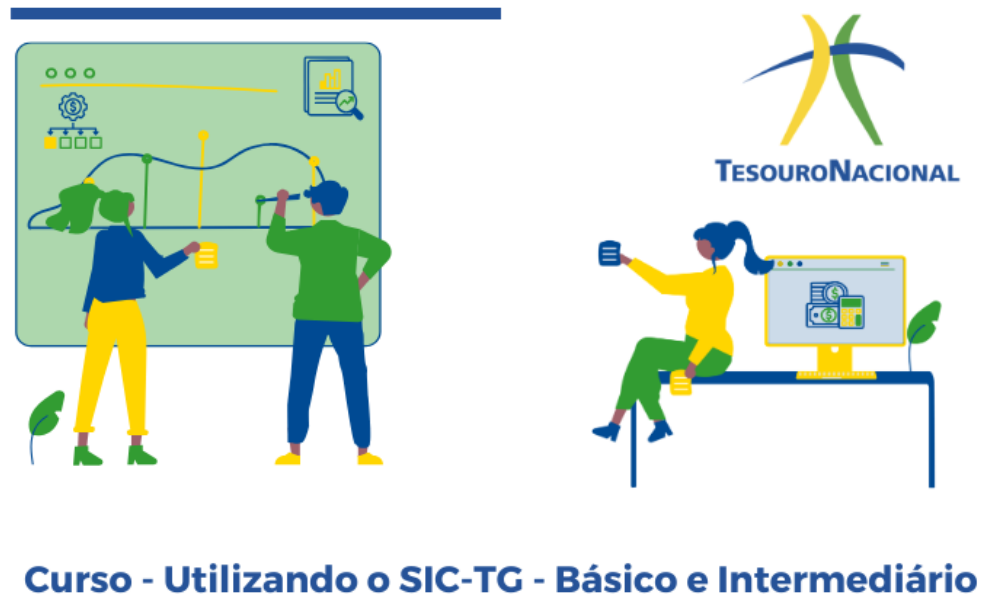 TESOURONACIONAL
Curso - Utilizando o SIC-TG - Básico e Intermediário